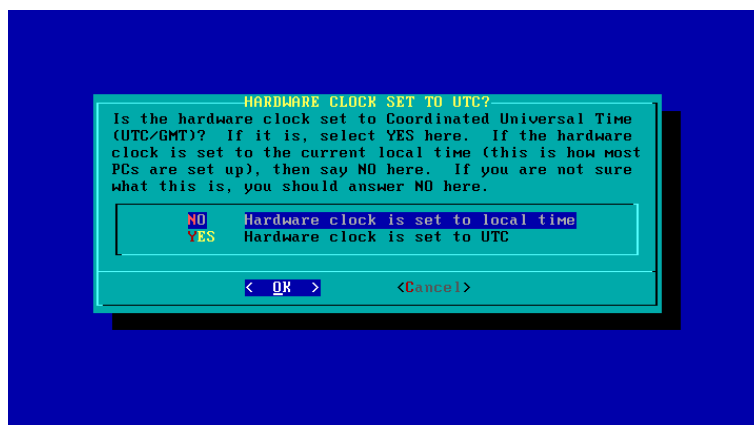 HARDWARE CLOCK SET TO UTC?
Is the hardware clock set to Coordinated Universal Time
(UTC/GMT)?  If it is, select YES here.  If the hardware
clock is set to the current local time (this is how most
PCs are set up), then say NO here.  If you are not sure
what this is, you should answer NO here.
NO Hardware clock is set to local time
YES Hardware clock is set to UTC
< OK > <Cancel>